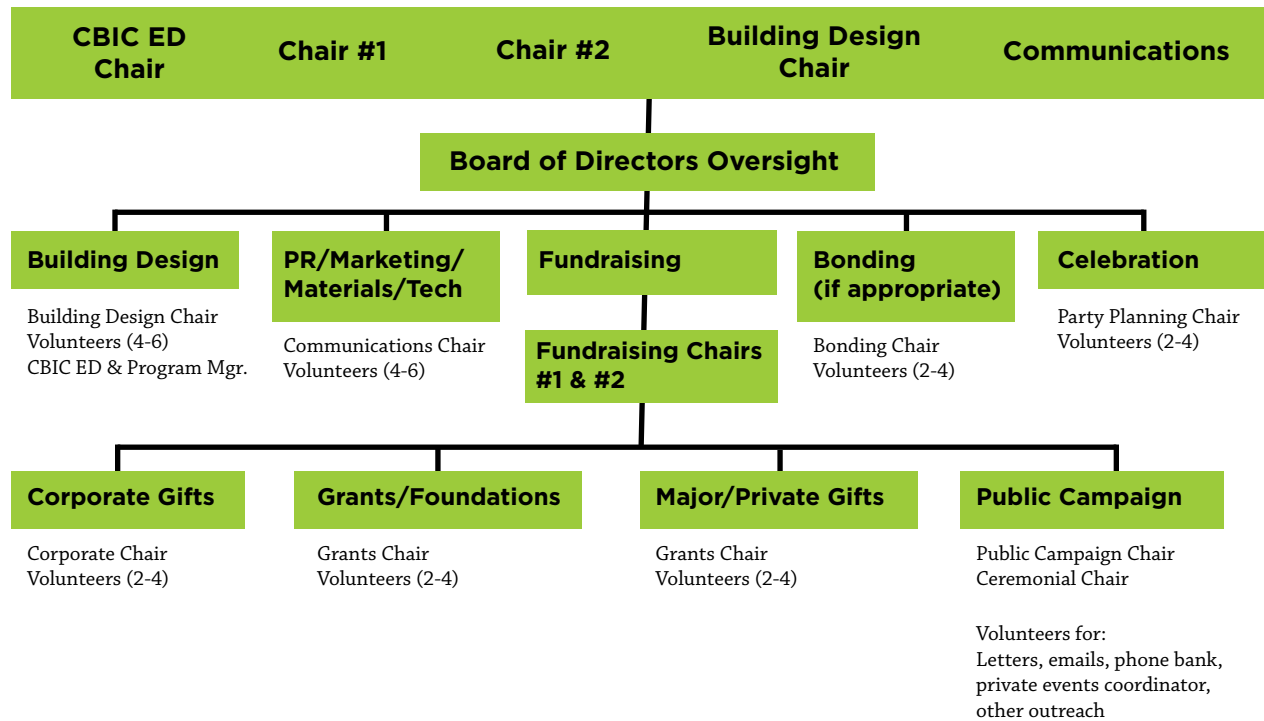 CBIC ED
Chair
Chair #1
Chair #2
Building Design
Chair
Communications
Board of Directors Oversight
Building Design
Building Design Chair
Volunteers (4-6)
CBIC ED & Program Mgr.
PR/Marketing/
Materials/Tech
Communications Chair
Volunteers (4-6)
Fundraising
Fundraising Chairs
#1 & #2
Bonding
(if appropriate)
Bonding Chair
Volunteers (2-4)
Celebration
Party Planning Chair
Volunteers (2-4)
Corporate Gifts
Corporate Chair
Volunteers (2-4)
Grants/Foundations
Grants Chair
Volunteers (2-4)
Major/Private Gifts
Grants Chair
Volunteers (2-4)
Public Campaign
Public Campaign Chair
Ceremonial Chair
Volunteers for:
Letters, emails, phone bank,
private events coordinator,
other outreach